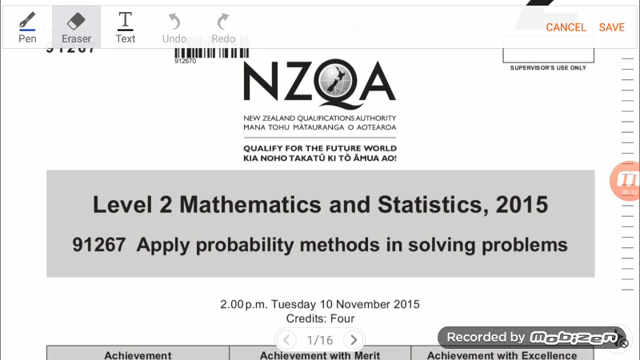 Pen
Eraser
Text
Undo
Redo
CANCEL
SAVE
91267
912670
SUPERVISOR'S USE ONLY
NZQA
NEW ZEALAND QUALIFICATIONS AUTHORITY
MANA TOHU MĀTAURANGA O AOTEAROA
QUALIFY FOR THE FUTURE WORLD
KIA NOHO TAKATŪ KI TŌ ĀMUA AO!
Level 2 Mathematics and Statistics, 2015
91267 Apply probability methods in solving problems
2.00 p.m. Tuesday 10 November 2015
Credits: Four
1/16
Recorded by Mobizen
Achievement
Achievement with Merit
Achievement with Excellence